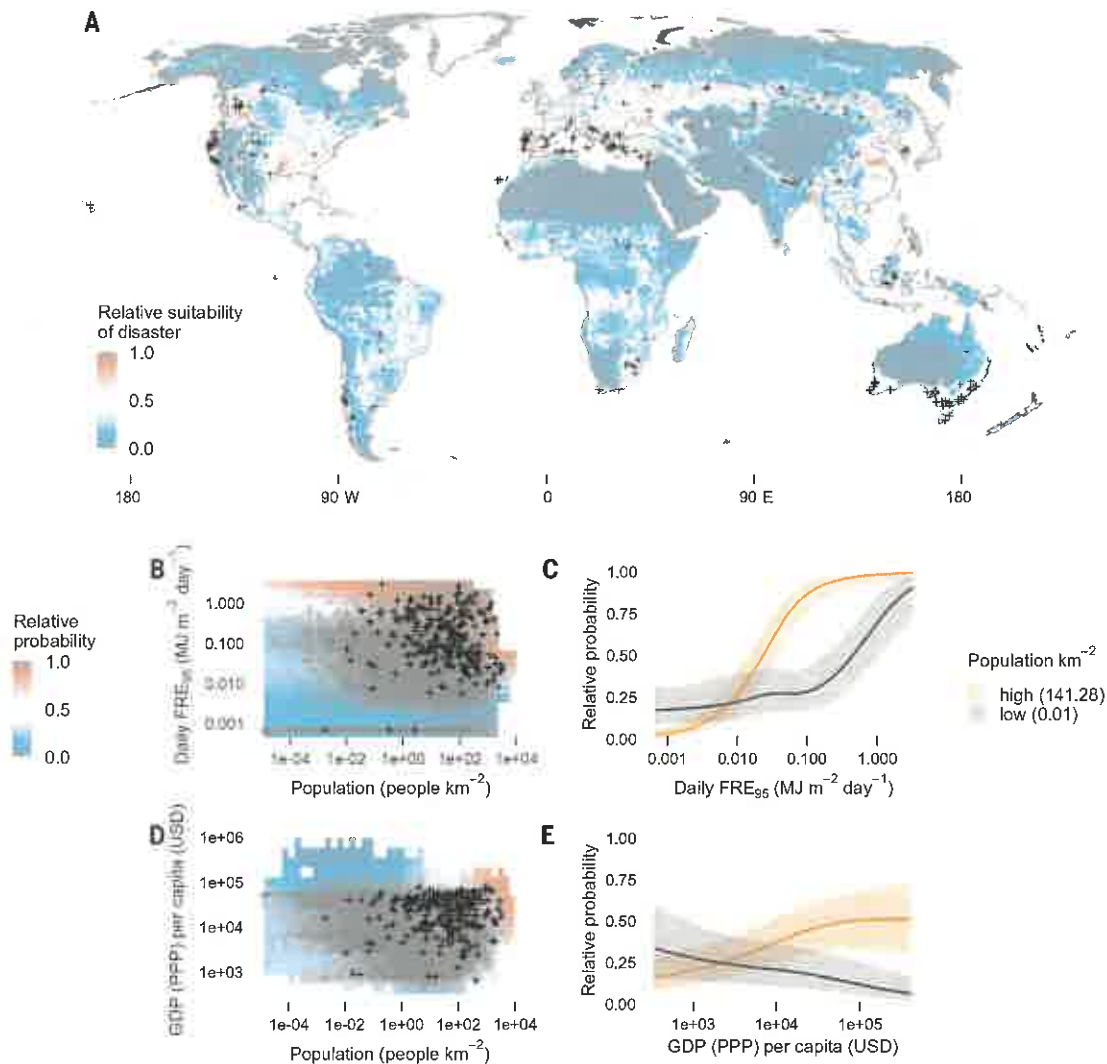 A
Relative suitability
of disaster
1.0
0.5
0.0
180
90 W
0
90 E
180
B
Daily FRE₉₅ (MJ m⁻² day⁻¹)
1.000
0.100
0.010
0.001
1e-04
1e-02
1e+00
1e+02
1e+04
Population (people km⁻²)
Relative
probability
1.0
0.5
0.0
C
Relative probability
1.00
0.75
0.50
0.25
0.00
0.001
0.010
0.100
1.000
Daily FRE₉₅ (MJ m⁻² day⁻¹)
Population km⁻²
high (141.28)
low (0.01)
D
GDP (PPP) per capita (USD)
1e+06
1e+05
1e+04
1e+03
1e-04
1e-02
1e+00
1e+02
1e+04
Population (people km⁻²)
E
Relative probability
1.00
0.75
0.50
0.25
0.00
1e+03
1e+04
1e+05
GDP (PPP) per capita (USD)